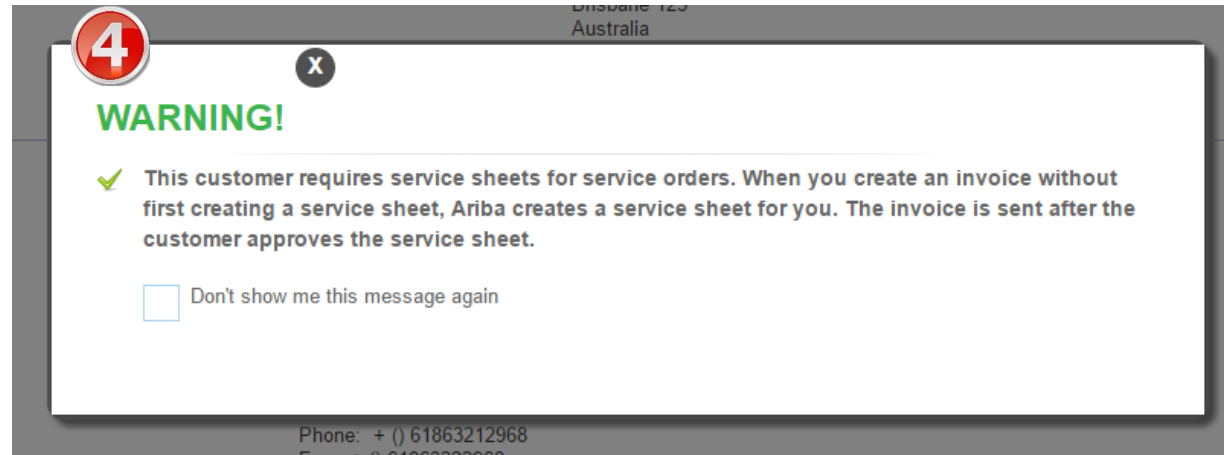 Brisbane 123
Australia
4
X
WARNING!
This customer requires service sheets for service orders. When you create an invoice without
first creating a service sheet, Ariba creates a service sheet for you. The invoice is sent after the
customer approves the service sheet.
Don't show me this message again
Phone: + () 61863212968